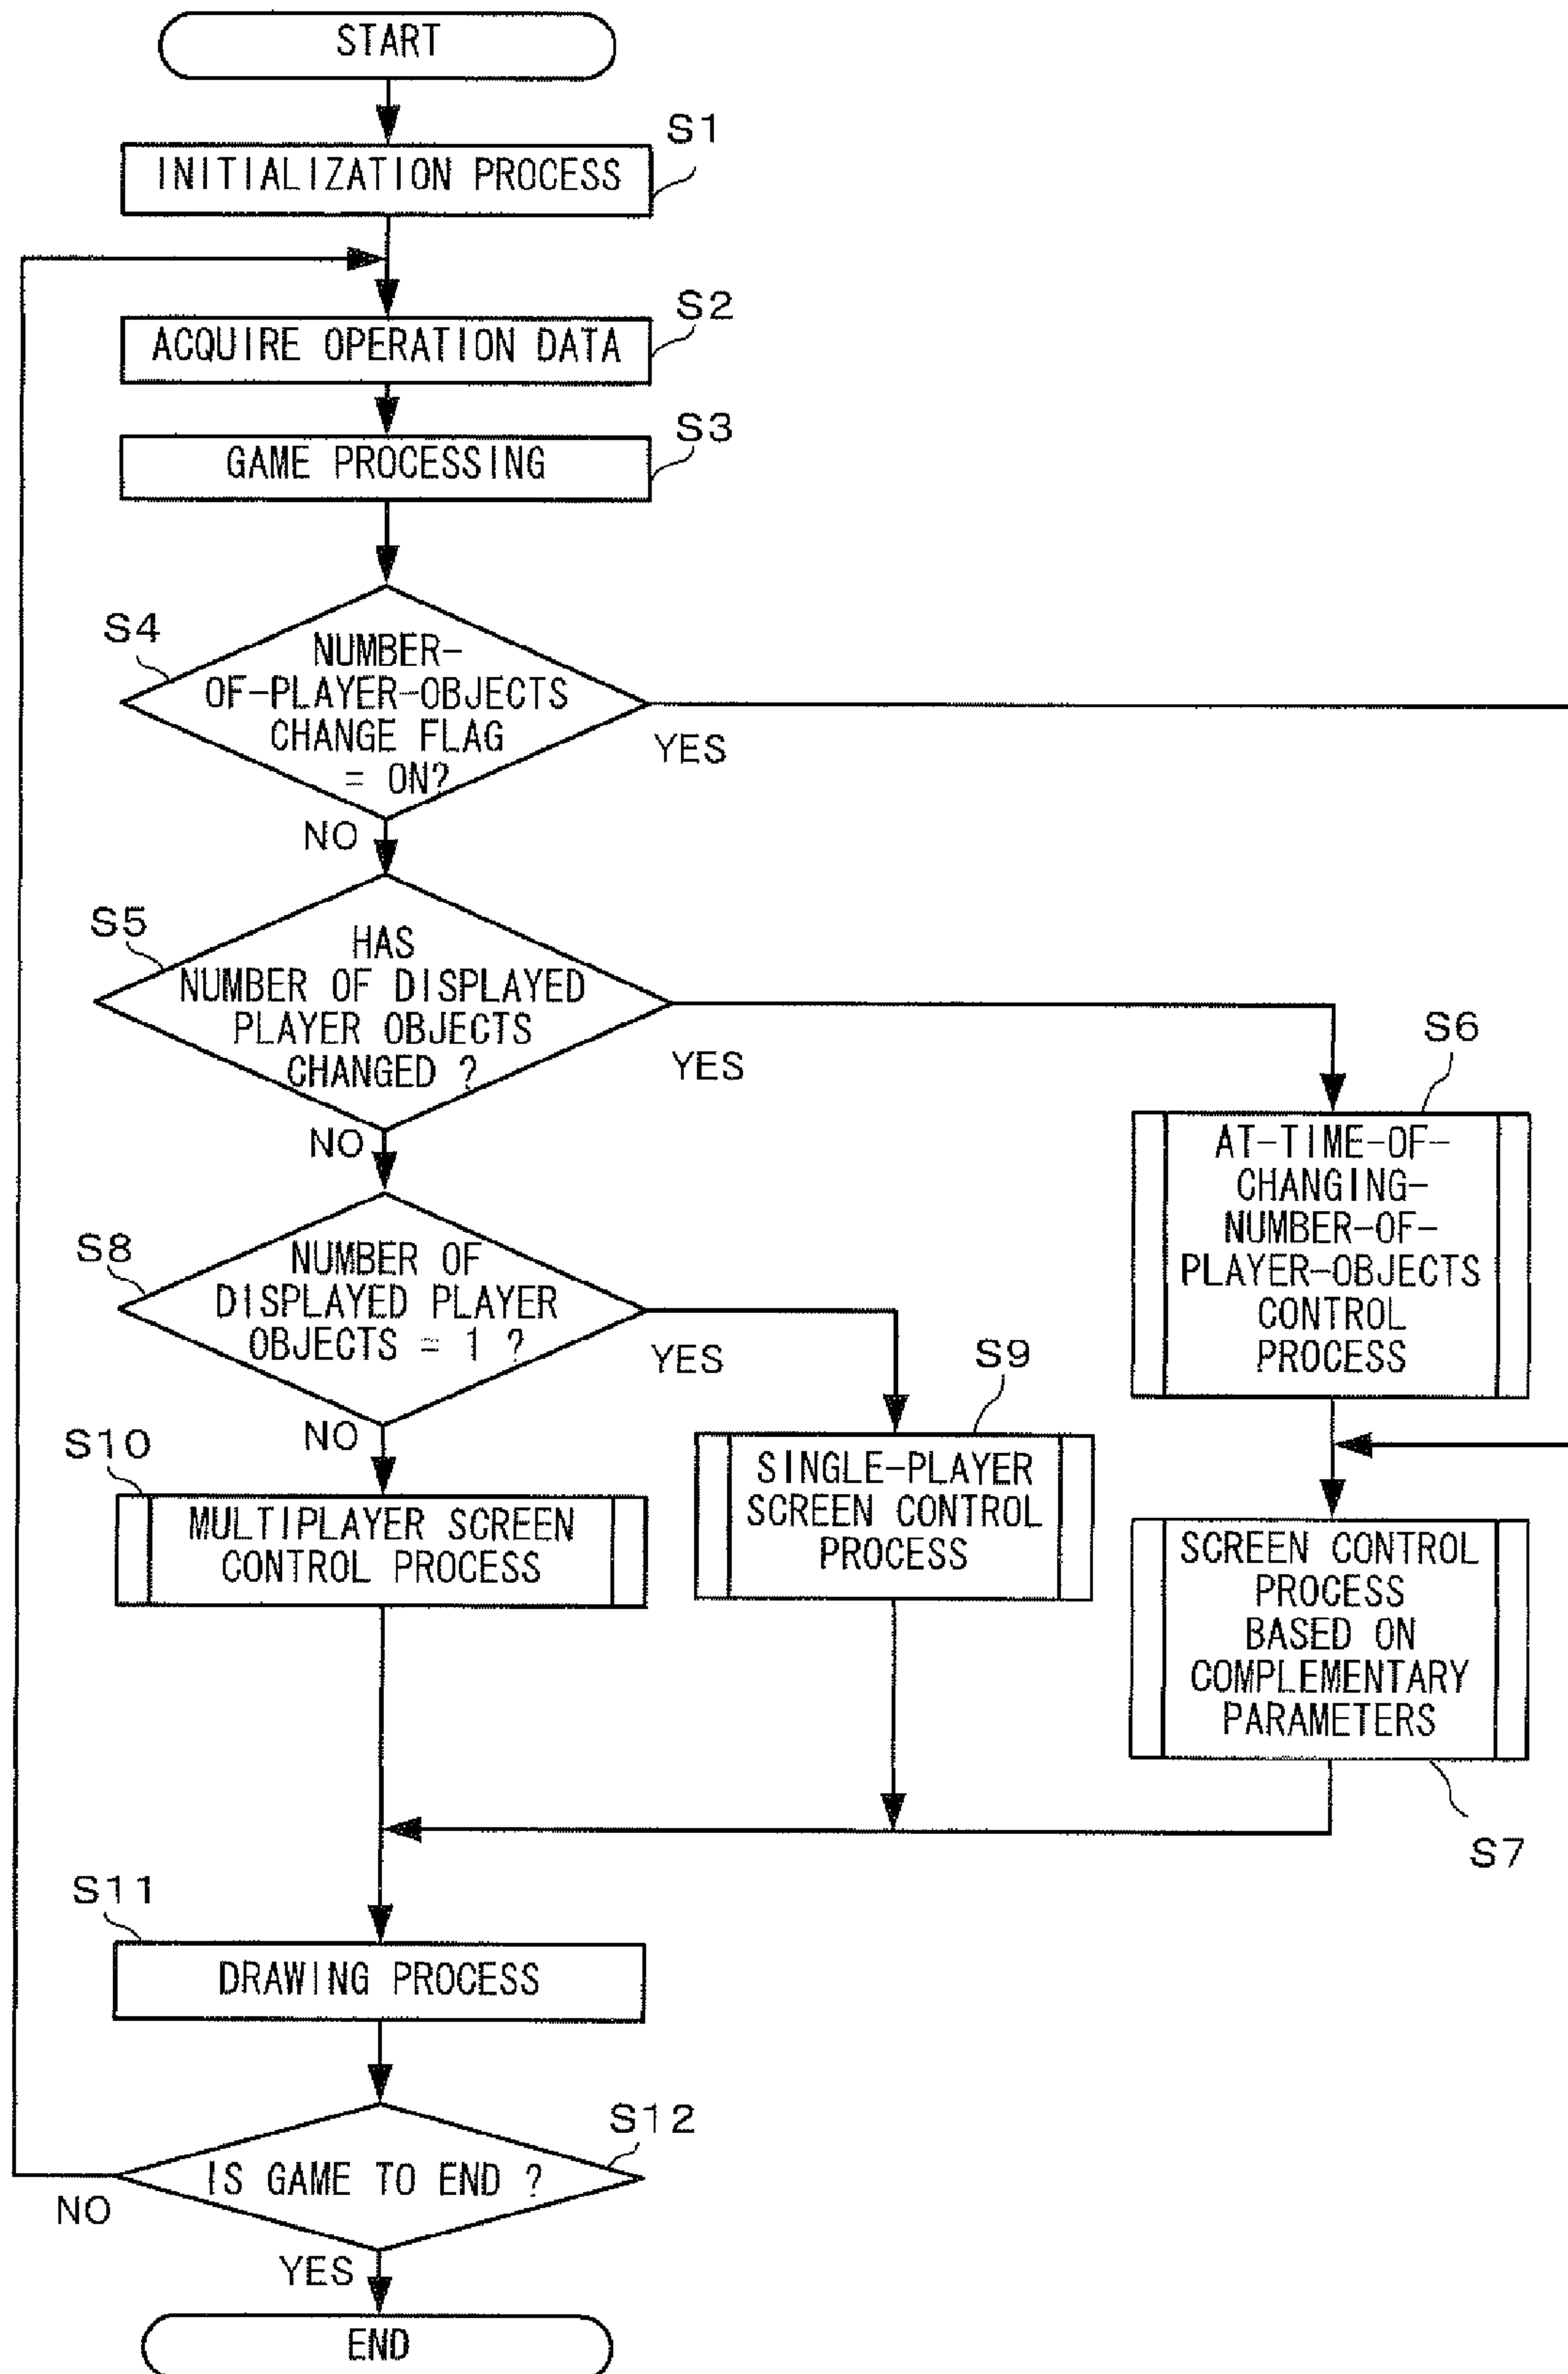 START
S1
INITIALIZATION PROCESS
S2
ACQUIRE OPERATION DATA
S3
GAME PROCESSING
S4
NUMBER-
OF-PLAYER-OBJECTS
CHANGE FLAG
= ON?
YES
NO
S5
HAS
NUMBER OF DISPLAYED
PLAYER OBJECTS
CHANGED ?
YES
NO
S6
AT-TIME-OF-
CHANGING-
NUMBER-OF-
PLAYER-OBJECTS
CONTROL
PROCESS
S8
NUMBER OF
DISPLAYED PLAYER
OBJECTS = 1 ?
YES
NO
S9
SINGLE-PLAYER
SCREEN CONTROL
PROCESS
S10
MULTIPLAYER SCREEN
CONTROL PROCESS
SCREEN CONTROL
PROCESS
BASED ON
COMPLEMENTARY
PARAMETERS
S7
S11
DRAWING PROCESS
S12
IS GAME TO END ?
NO
YES
END